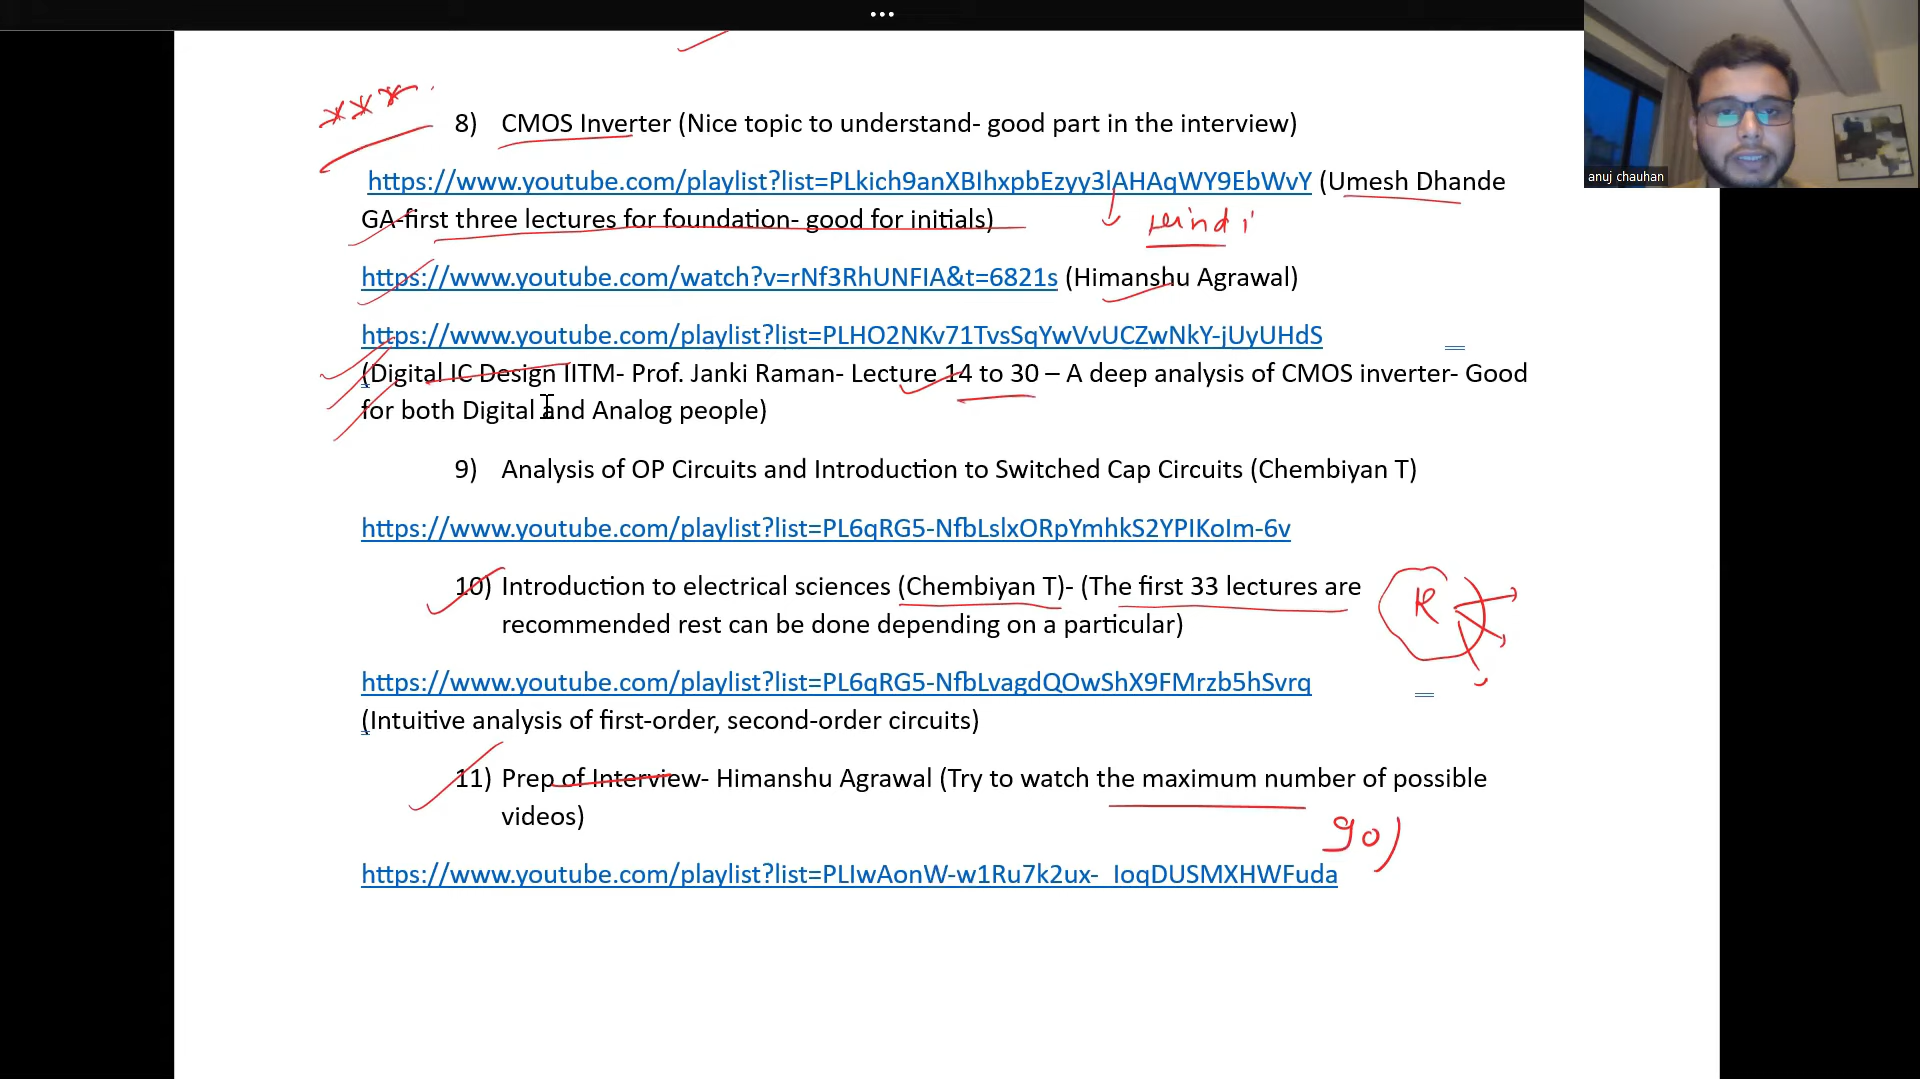 8) CMOS Inverter (Nice topic to understand- good part in the interview)
https://www.youtube.com/playlist?list=PLkich9anXBIhxpbEzyy3lAHAqWY9EbWvY (Umesh Dhande
GA-first three lectures for foundation- good for initials)
Hindi
https://www.youtube.com/watch?v=rNf3RhUNFIA&t=6821s (Himanshu Agrawal)
https://www.youtube.com/playlist?list=PLHO2NKv71TvsSqYwVvUCZwNkY-jUyUHdS
(Digital IC Design IITM- Prof. Janki Raman- Lecture 14 to 30 – A deep analysis of CMOS inverter- Good
for both Digital and Analog people)
9) Analysis of OP Circuits and Introduction to Switched Cap Circuits (Chembiyan T)
https://www.youtube.com/playlist?list=PL6qRG5-NfbLslxORpYmhkS2YPIKoIm-6v
10) Introduction to electrical sciences (Chembiyan T)- (The first 33 lectures are
R
recommended rest can be done depending on a particular)
https://www.youtube.com/playlist?list=PL6qRG5-NfbLvagdQOwShX9FMrzb5hSvrq
(Intuitive analysis of first-order, second-order circuits)
11) Prep of Interview- Himanshu Agrawal (Try to watch the maximum number of possible
videos)
90)
https://www.youtube.com/playlist?list=PLIwAonW-w1Ru7k2ux-_IoqDUSMXHWFuda
anuj chauhan